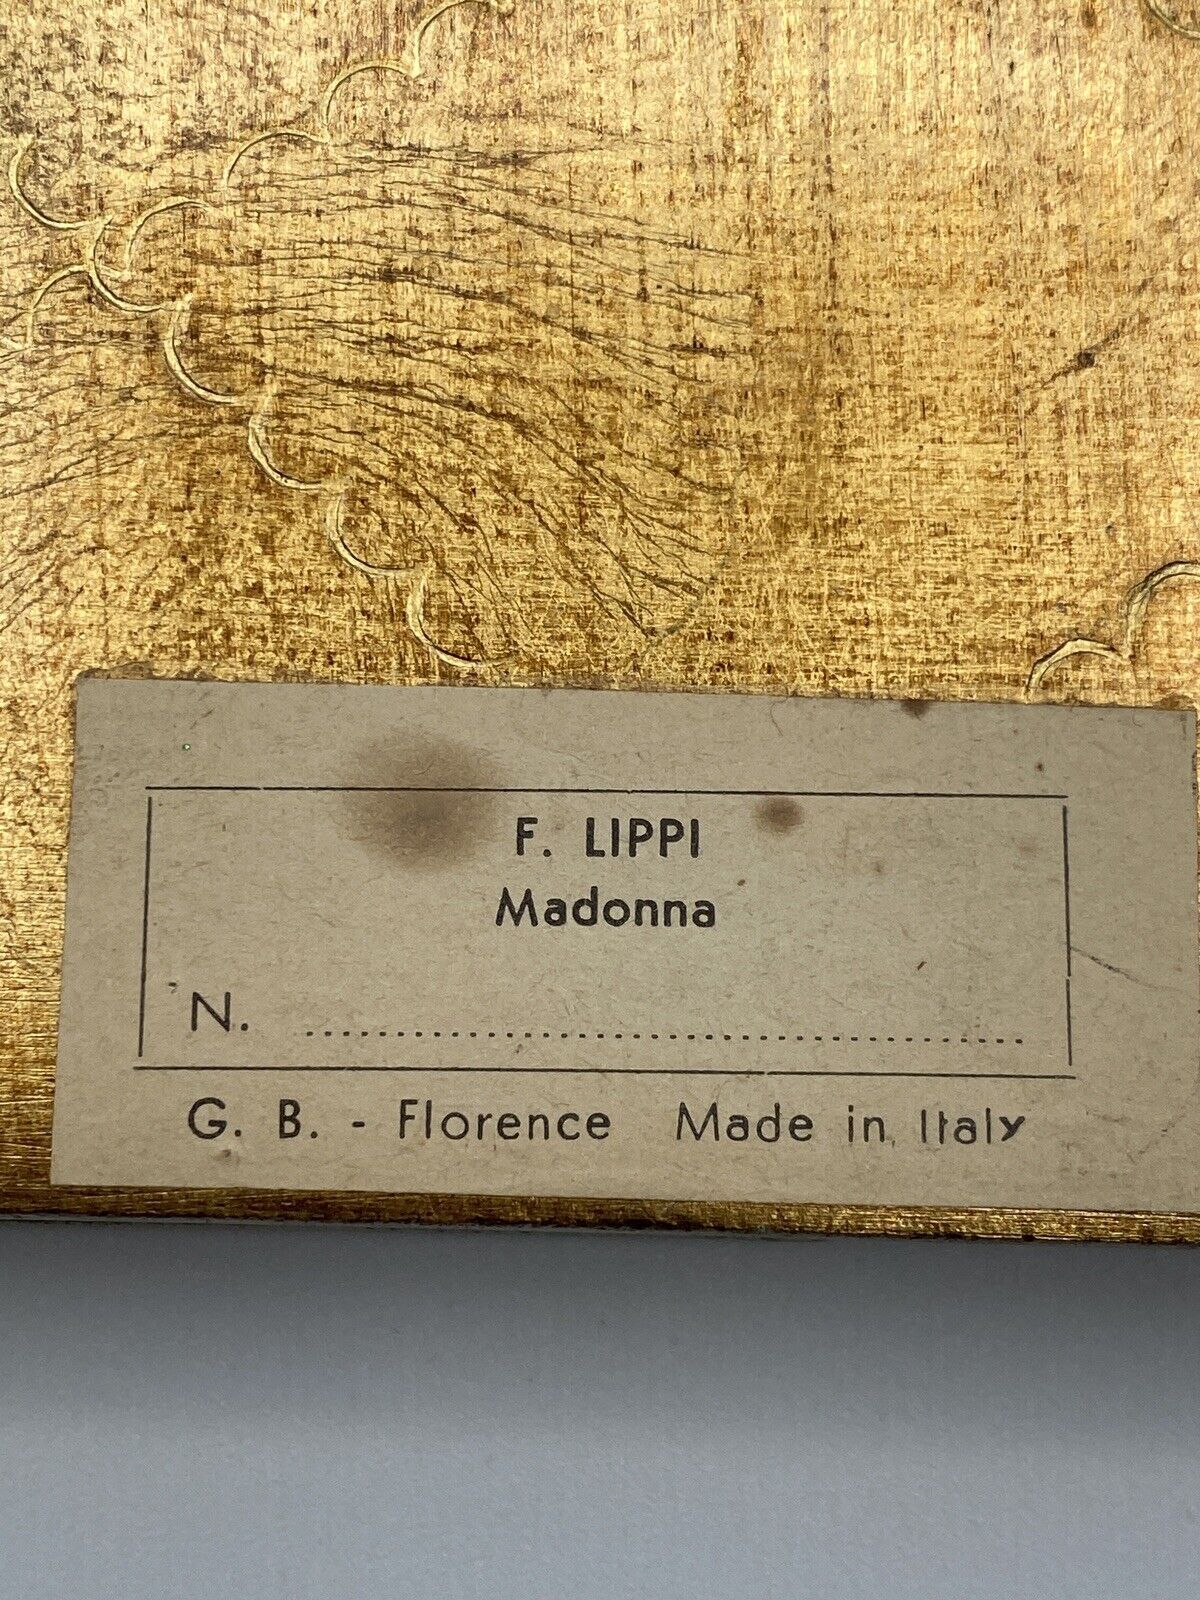 F. LIPPI
Madonna
N. ........................................
G. B. - Florence Made in Italy